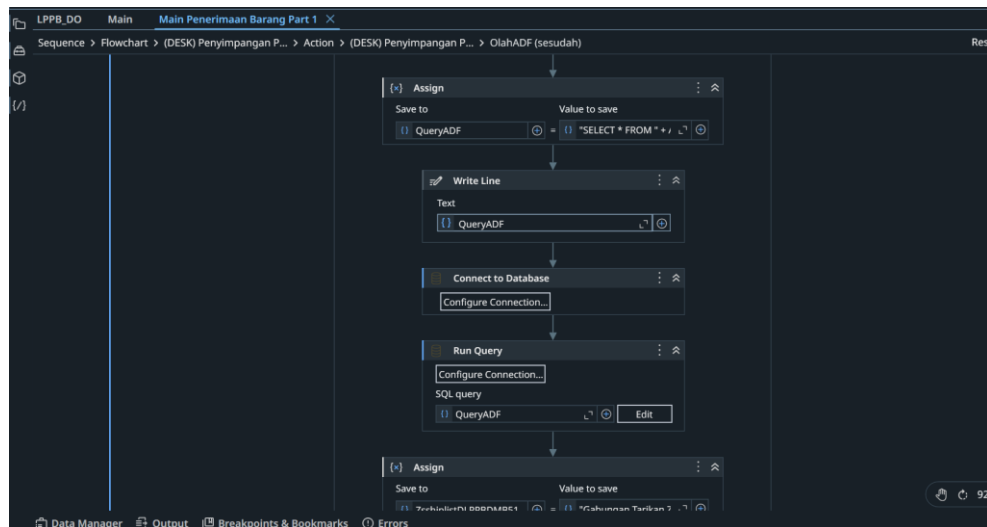 LPPB_DO Main Main Penerimaan Barang Part 1
Sequence > Flowchart > (DESK) Penyimpangan P... > Action > (DESK) Penyimpangan P... > OlahADF (sesudah)
Res
Assign
Save to Value to save
QueryADF = "SELECT * FROM " + /
Write Line
Text
QueryADF
Connect to Database
Configure Connection...
Run Query
Configure Connection...
SQL query
QueryADF Edit
Assign
Save to Value to save
= "Gabungan Tarikan
92
Data Manager Output Breakpoints & Bookmarks Errors